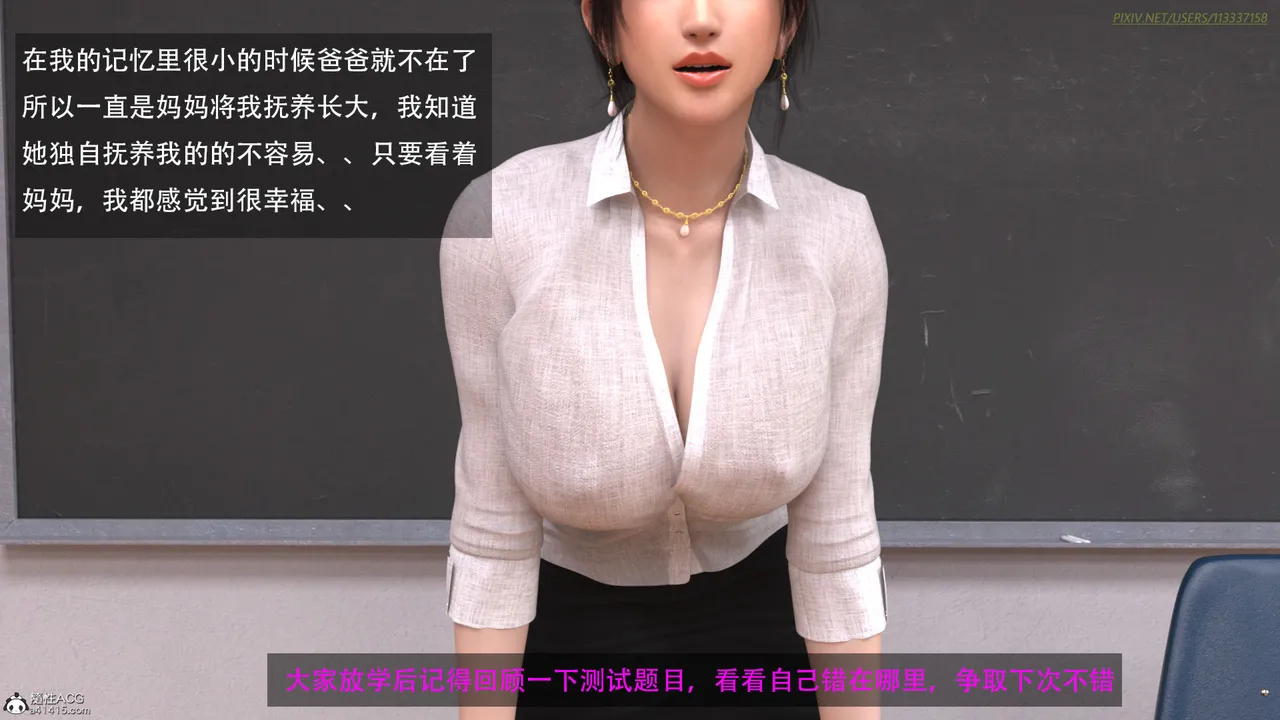 PIXIV.NET/USERS/113337158
在我的记忆里很小的时候爸爸就不在了
所以一直是妈妈将我抚养长大，我知道
她独自抚养我的的不容易、、只要看着
妈妈，我都感觉到很幸福、、
大家放学后记得回顾一下测试题目，看看自己错在哪里，争取下次不错